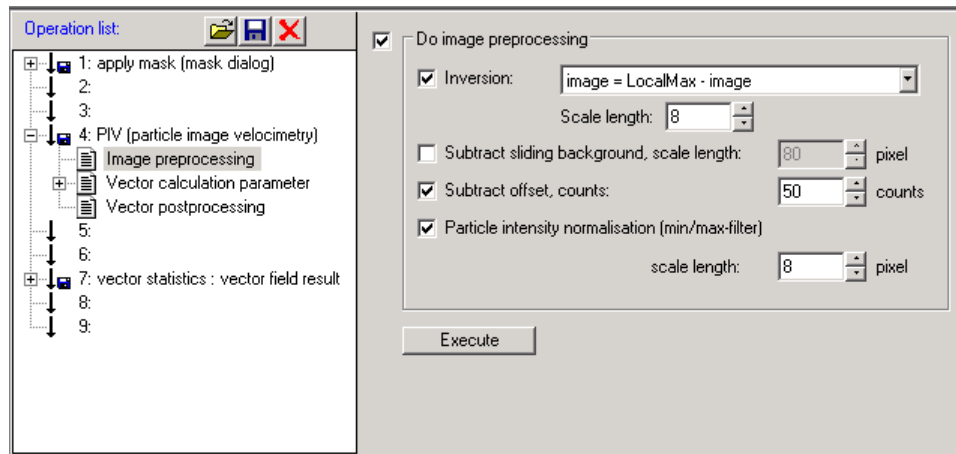 Operation list:
1: apply mask (mask dialog)
2:
3:
4: PIV (particle image velocimetry)
Image preprocessing
Vector calculation parameter
Vector postprocessing
5:
6:
7: vector statistics : vector field result
8:
9:
Do image preprocessing
Inversion: image = LocalMax - image
Scale length: 8
Subtract sliding background, scale length: 80 pixel
Subtract offset, counts: 50 counts
Particle intensity normalisation (min/max-filter)
scale length: 8 pixel
Execute